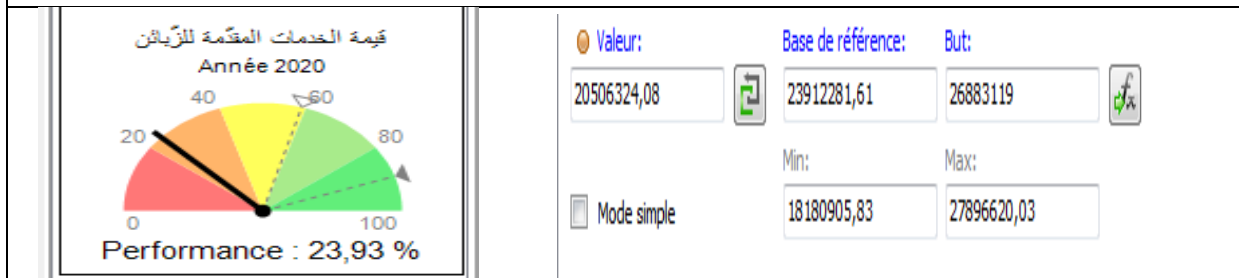 قيمة الخدمات المقدّمة للزّبائن
Année 2020
0 20 40 60 80 100
Performance : 23,93 %
Valeur: Base de référence: But:
20506324,08 23912281,61 26883119 fx
Min: Max:
Mode simple 18180905,83 27896620,03